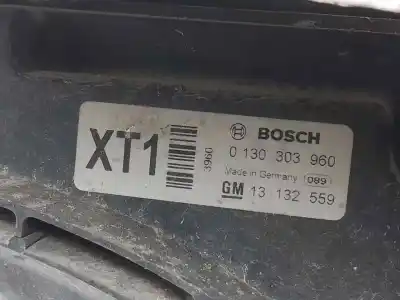 XT1
3960
BOSCH
0 130 303 960
Made in Germany (089)
GM 13 132 559